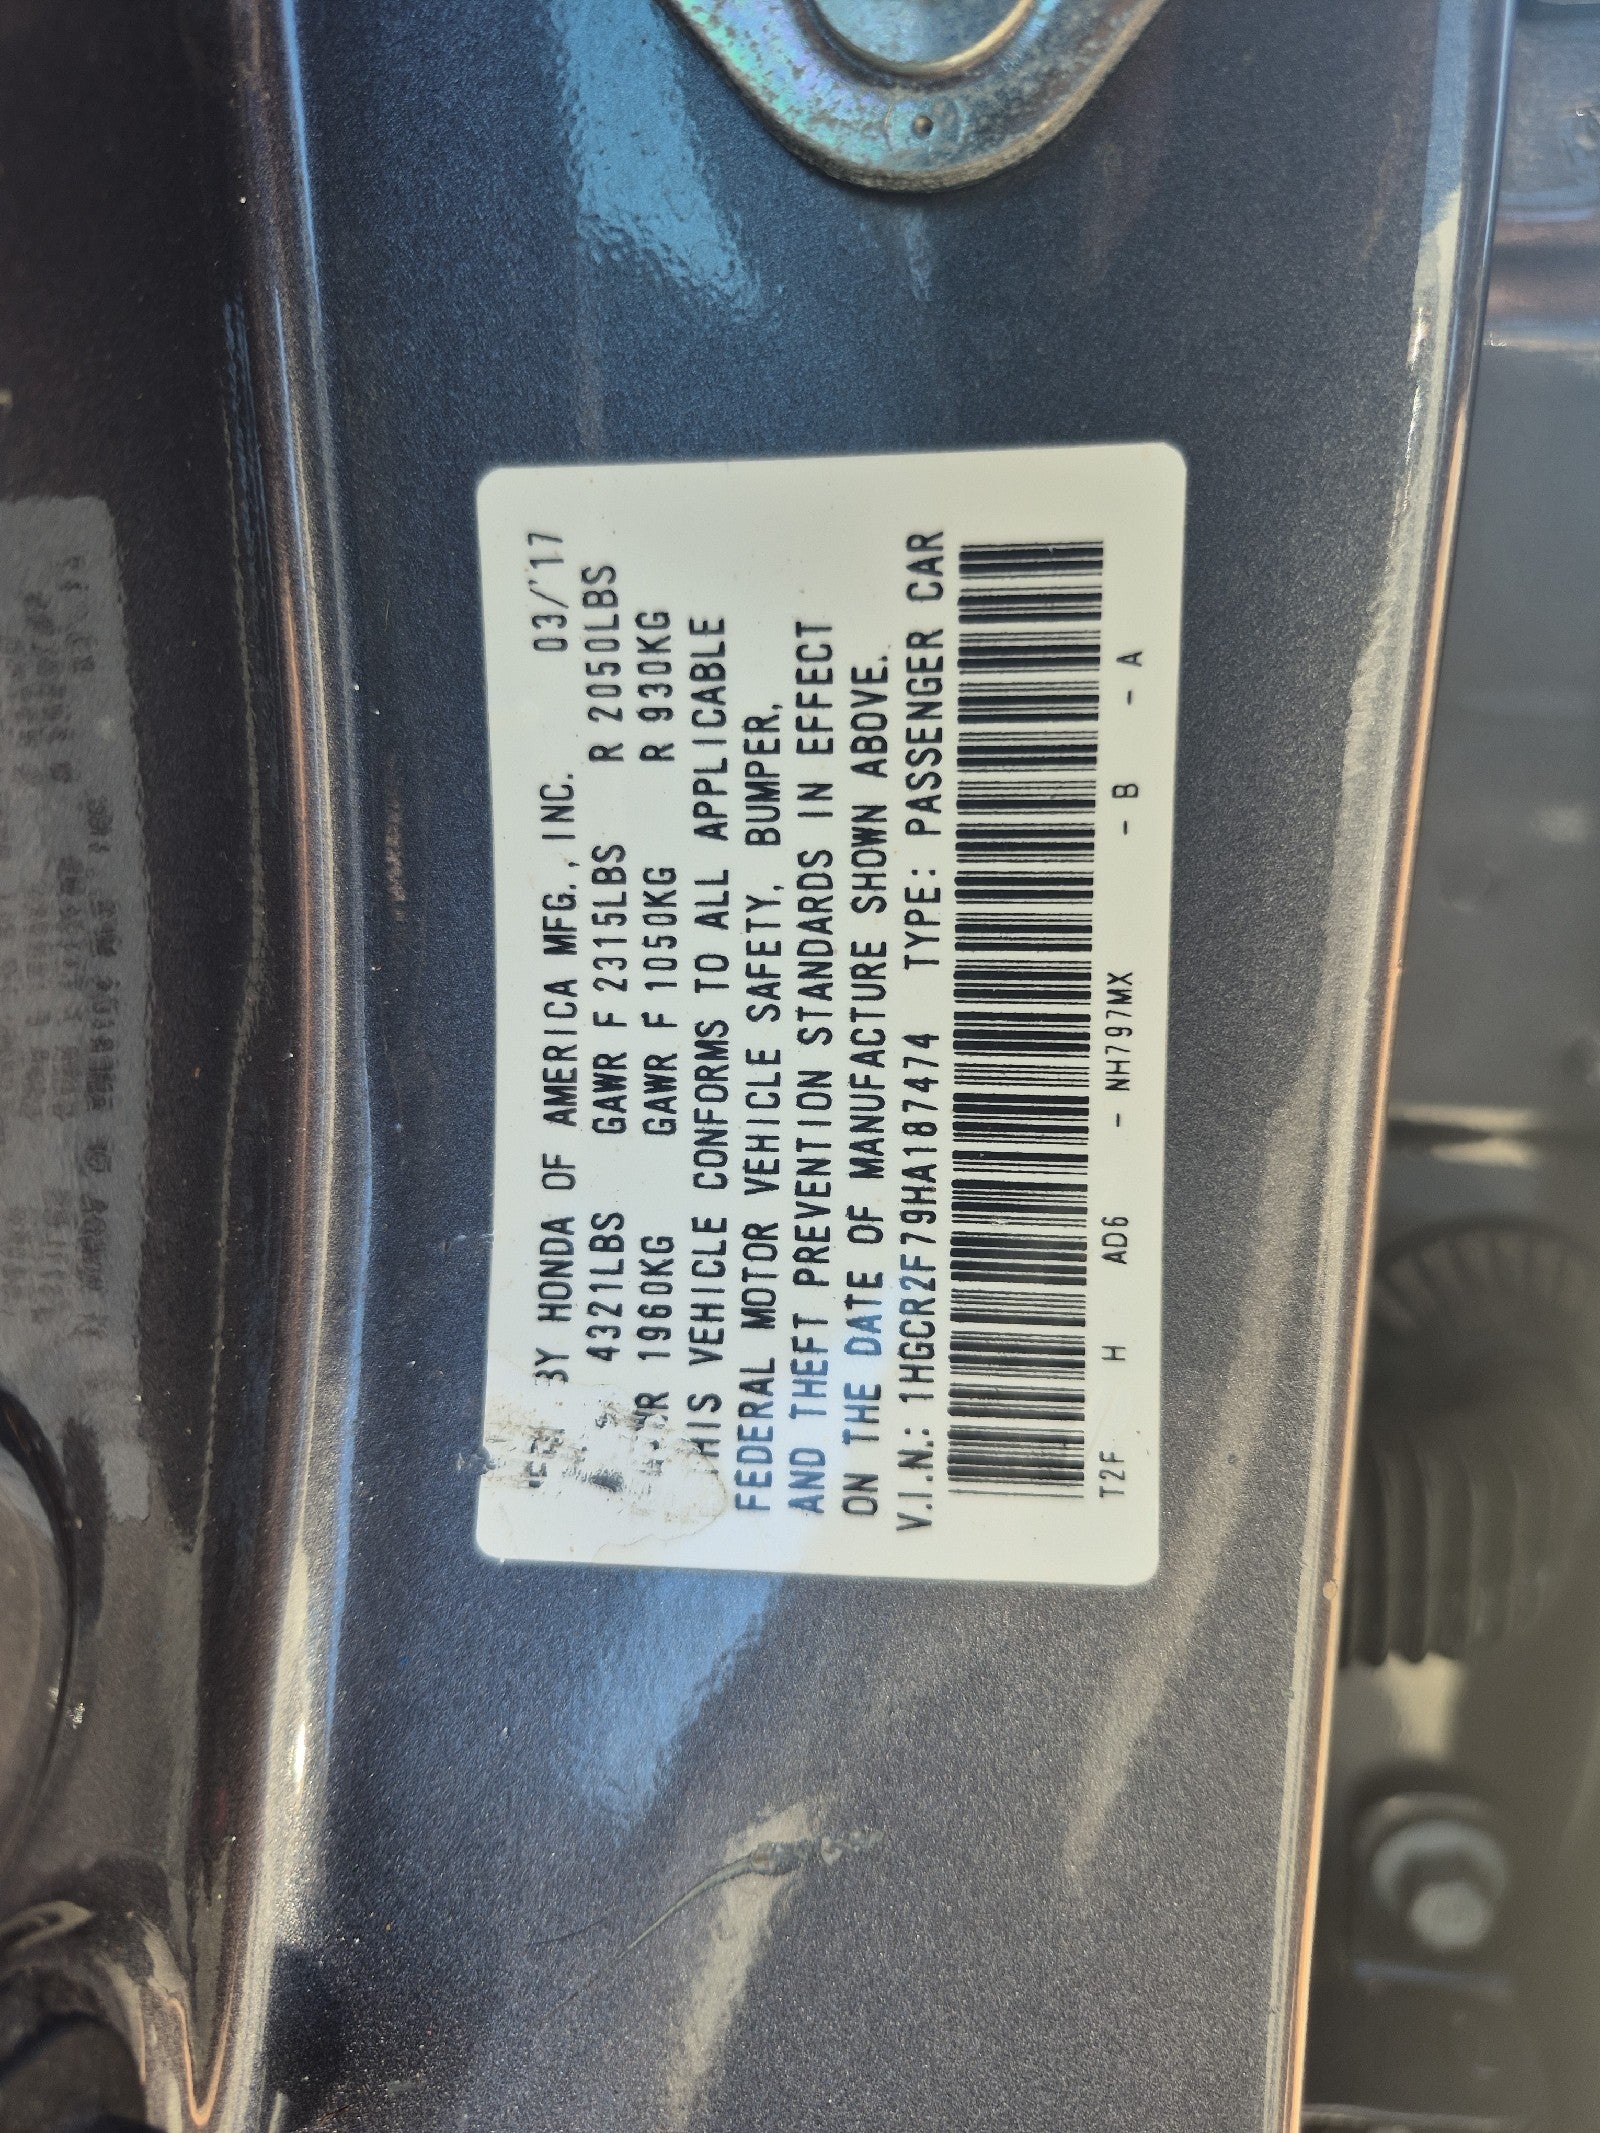 BY HONDA OF AMERICA MFG., INC. 03/'17
4321LBS GAWR F 2315LBS R 2050LBS
1960KG GAWR F 1050KG R 930KG
THIS VEHICLE CONFORMS TO ALL APPLICABLE
FEDERAL MOTOR VEHICLE SAFETY, BUMPER,
AND THEFT PREVENTION STANDARDS IN EFFECT
ON THE DATE OF MANUFACTURE SHOWN ABOVE.
V.I.N.: 1HGCR2F79HA187474 TYPE: PASSENGER CAR
T2F H AD6 - NH797MX - B - A